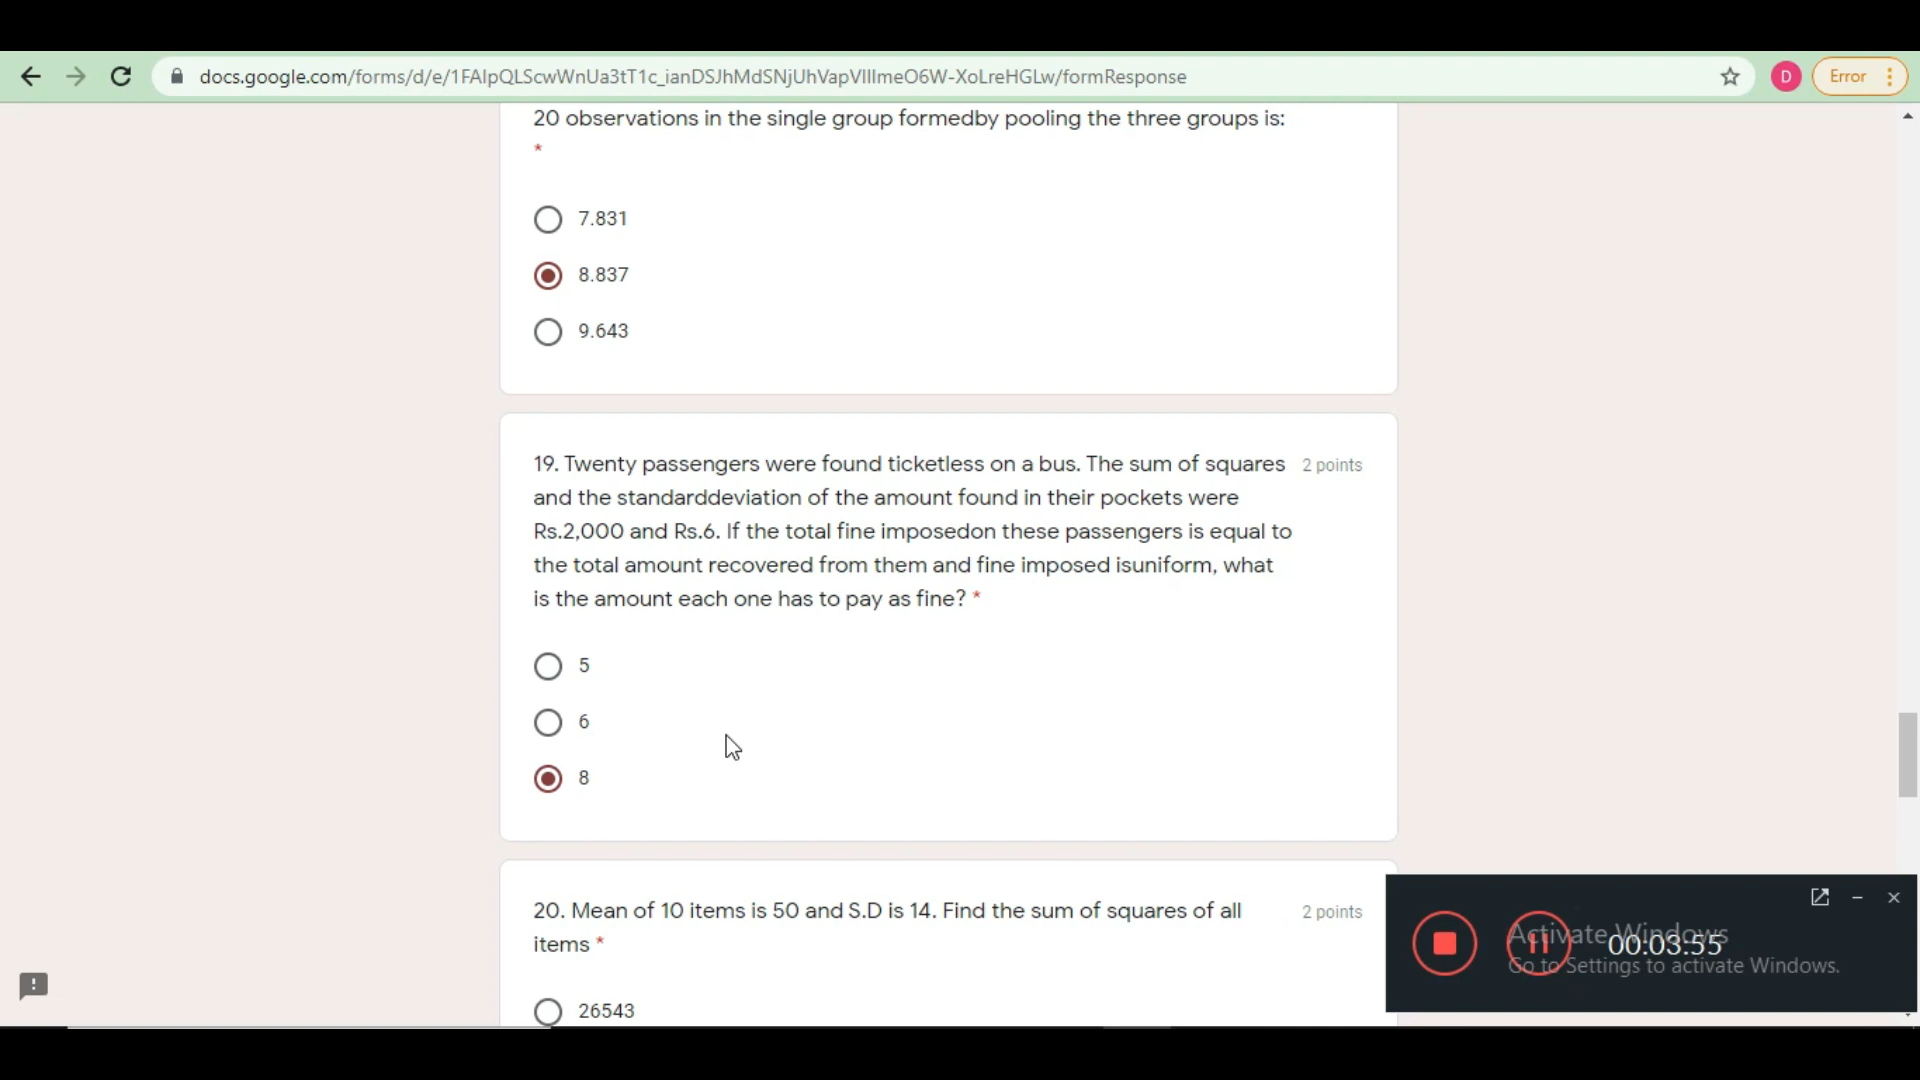 docs.google.com/forms/d/e/1FAIpQLScwWnUa3tT1c_ianDSJhMdSNjUhVapVIIImeO6W-XoLreHGLw/formResponse
D
Error
20 observations in the single group formedby pooling the three groups is:
*
7.831
8.837
9.643
19. Twenty passengers were found ticketless on a bus. The sum of squares 2 points
and the standarddeviation of the amount found in their pockets were
Rs.2,000 and Rs.6. If the total fine imposedon these passengers is equal to
the total amount recovered from them and fine imposed isuniform, what
is the amount each one has to pay as fine? *
5
6
8
20. Mean of 10 items is 50 and S.D is 14. Find the sum of squares of all 2 points
items *
26543
Activate Windows
00:03:55
Go to Settings to activate Windows.